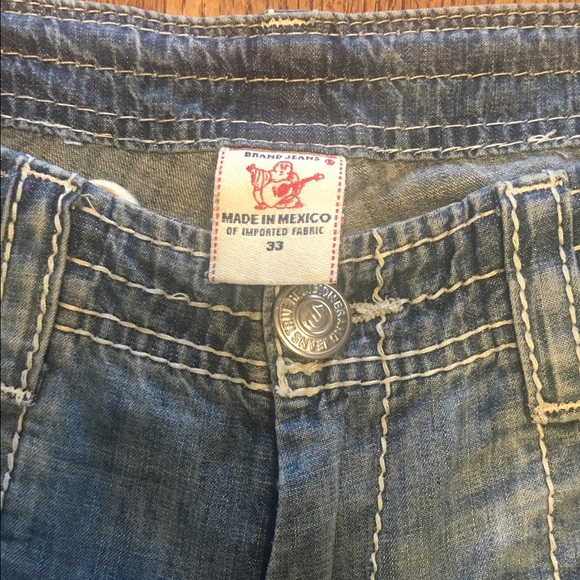 BRAND JEANS ®
MADE IN MEXICO
OF IMPORTED FABRIC
33